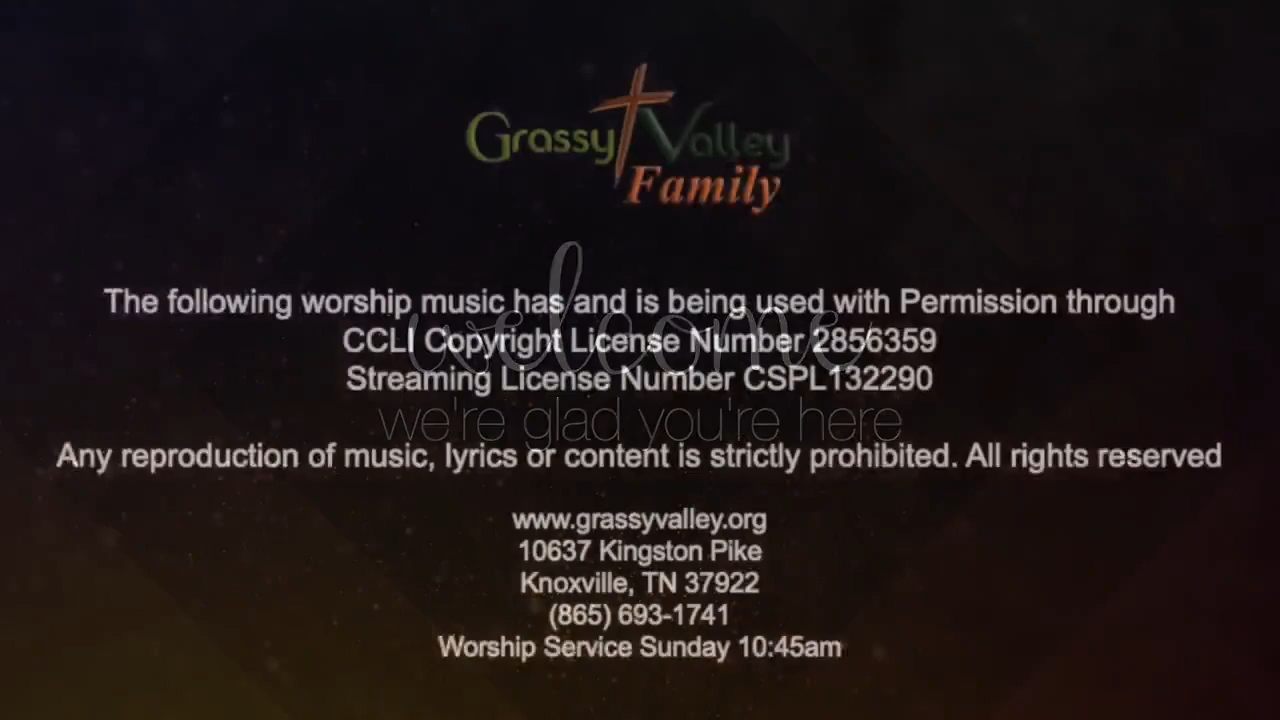 Grassy Valley
Family
The following worship music has and is being used with Permission through
welcome
CCLI Copyright License Number 2856359
Streaming License Number CSPL132290
we're glad you're here
Any reproduction of music, lyrics or content is strictly prohibited. All rights reserved
www.grassyvalley.org
10637 Kingston Pike
Knoxville, TN 37922
(865) 693-1741
Worship Service Sunday 10:45am